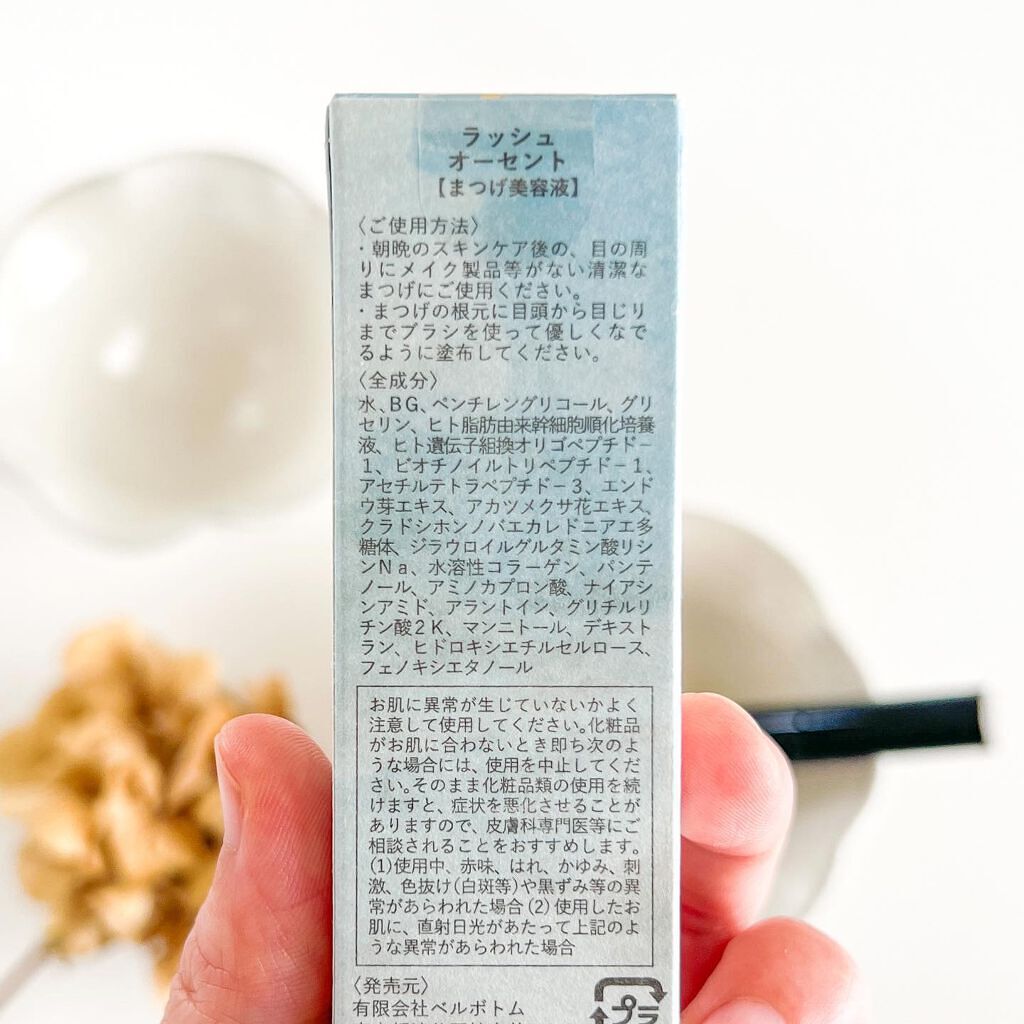 ラッシュ
オーセント
【まつげ美容液】
〈ご使用方法〉
・朝晩のスキンケア後の、目の周
りにメイク製品等がない清潔な
まつげにご使用ください。
・まつげの根元に目頭から目じり
までブラシを使って優しくなで
るように塗布してください。
〈全成分〉
水、BG、ペンチレングリコール、グリ
セリン、ヒト脂肪由来幹細胞順化培養
液、ヒト遺伝子組換オリゴペプチド−
1、ビオチノイルトリペプチド−1、
アセチルテトラペプチド−3、エンド
ウ芽エキス、アカツメクサ花エキス、
クラドシホンノバエカレドニアエ多
糖体、ジラウロイルグルタミン酸リシ
ンNa、水溶性コラーゲン、パンテ
ノール、アミノカプロン酸、ナイアシ
ンアミド、アラントイン、グリチルリ
チン酸2K、マンニトール、デキスト
ラン、ヒドロキシエチルセルロース、
フェノキシエタノール
お肌に異常が生じていないかよく
注意して使用してください。化粧品
がお肌に合わないとき即ち次のよ
うな場合には、使用を中止してくだ
さい。そのまま化粧品類の使用を続
けますと、症状を悪化させることが
ありますので、皮膚科専門医等にご
相談されることをおすすめします。
(1)使用中、赤味、はれ、かゆみ、刺
激、色抜け(白斑等)や黒ずみ等の異
常があらわれた場合(2)使用したお
肌に、直射日光があたって上記のよ
うな異常があらわれた場合
〈発売元〉
有限会社ベルボトム
プラ